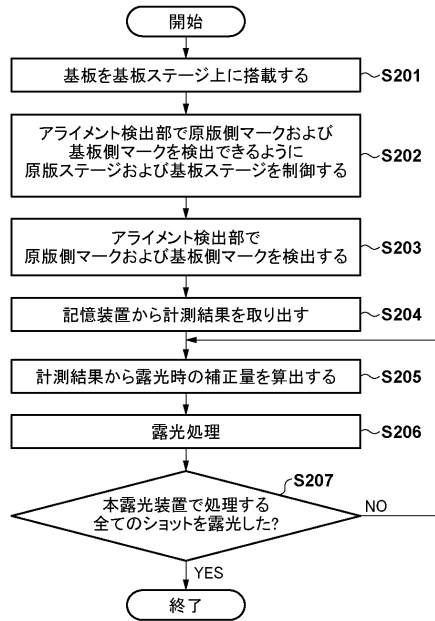 開始
基板を基板ステージ上に搭載する
S201
アライメント検出部で原版側マークおよび
基板側マークを検出できるように
原版ステージおよび基板ステージを制御する
S202
アライメント検出部で
原版側マークおよび基板側マークを検出する
S203
記憶装置から計測結果を取り出す
S204
計測結果から露光時の補正量を算出する
S205
露光処理
S206
S207
本露光装置で処理する
全てのショットを露光した?
NO
YES
終了